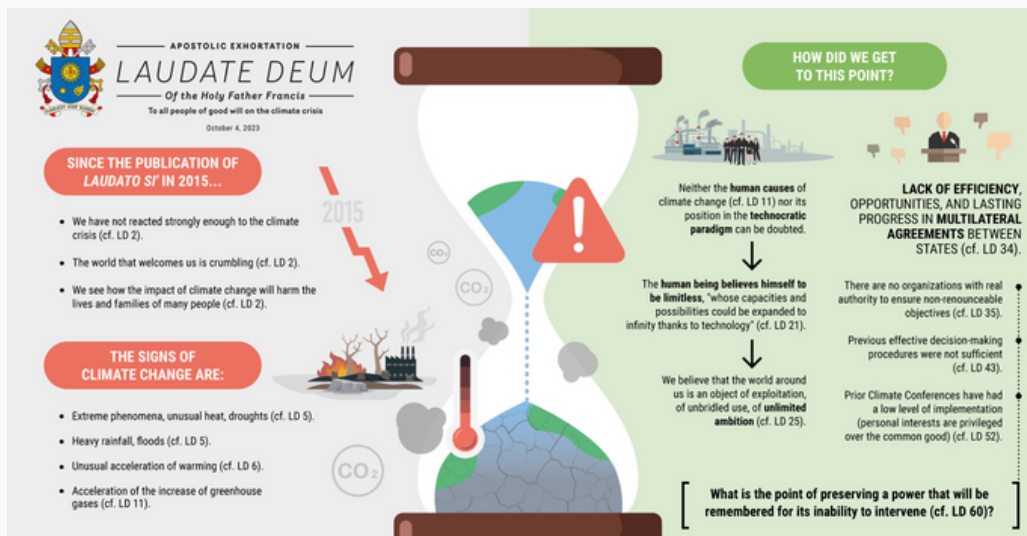 APOSTOLIC EXHORTATION
LAUDATE DEUM
Of the Holy Father Francis
To all people of good will on the climate crisis
October 4, 2023
SINCE THE PUBLICATION OF
LAUDATO SI' IN 2015...
• We have not reacted strongly enough to the climate
crisis (cf. LD 2).
• The world that welcomes us is crumbling (cf. LD 2).
• We see how the impact of climate change will harm the
lives and families of many people (cf. LD 2).
2015
CO2
CO2
THE SIGNS OF
CLIMATE CHANGE ARE:
• Extreme phenomena, unusual heat, droughts (cf. LD 5).
• Heavy rainfall, floods (cf. LD 5).
• Unusual acceleration of warming (cf. LD 6).
• Acceleration of the increase of greenhouse
gases (cf. LD 11).
CO2
HOW DID WE GET
TO THIS POINT?
Neither the human causes of
climate change (cf. LD 11) nor its
position in the technocratic
paradigm can be doubted.
The human being believes himself to
be limitless, "whose capacities and
possibilities could be expanded to
infinity thanks to technology" (cf. LD 21).
We believe that the world around
us is an object of exploitation,
of unbridled use, of unlimited
ambition (cf. LD 25).
LACK OF EFFICIENCY,
OPPORTUNITIES, AND LASTING
PROGRESS IN MULTILATERAL
AGREEMENTS BETWEEN
STATES (cf. LD 34).
There are no organizations with real
authority to ensure non-renounceable
objectives (cf. LD 35).
Previous effective decision-making
procedures were not sufficient
(cf. LD 43).
Prior Climate Conferences have had
a low level of implementation
(personal interests are privileged
over the common good) (cf. LD 52).
What is the point of preserving a power that will be
remembered for its inability to intervene (cf. LD 60)?